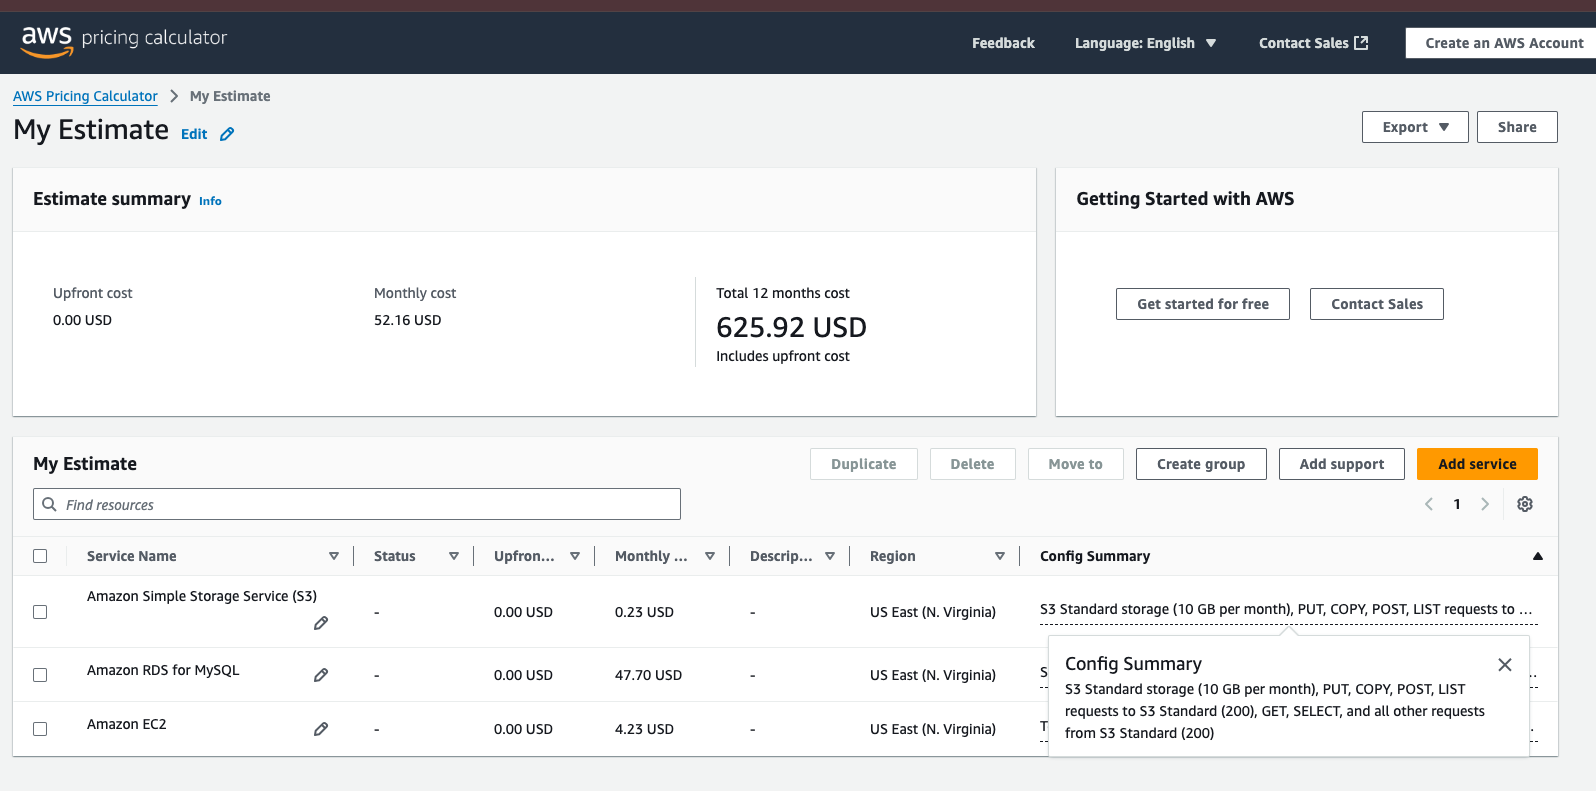 aws pricing calculator
Feedback
Language: English
Contact Sales
Create an AWS Account
AWS Pricing Calculator
My Estimate
My Estimate
Edit
Export
Share
Estimate summary
Info
Getting Started with AWS
Upfront cost
Monthly cost
Total 12 months cost
0.00 USD
52.16 USD
625.92 USD
Includes upfront cost
Get started for free
Contact Sales
My Estimate
Duplicate
Delete
Move to
Create group
Add support
Add service
Find resources
1
Service Name
Status
Upfron...
Monthly ...
Descrip...
Region
Config Summary
Amazon Simple Storage Service (S3)
-
0.00 USD
0.23 USD
-
US East (N. Virginia)
S3 Standard storage (10 GB per month), PUT, COPY, POST, LIST requests to ...
Amazon RDS for MySQL
-
0.00 USD
47.70 USD
-
US East (N. Virginia)
Amazon EC2
-
0.00 USD
4.23 USD
-
US East (N. Virginia)
Config Summary
S3 Standard storage (10 GB per month), PUT, COPY, POST, LIST
requests to S3 Standard (200), GET, SELECT, and all other requests
from S3 Standard (200)